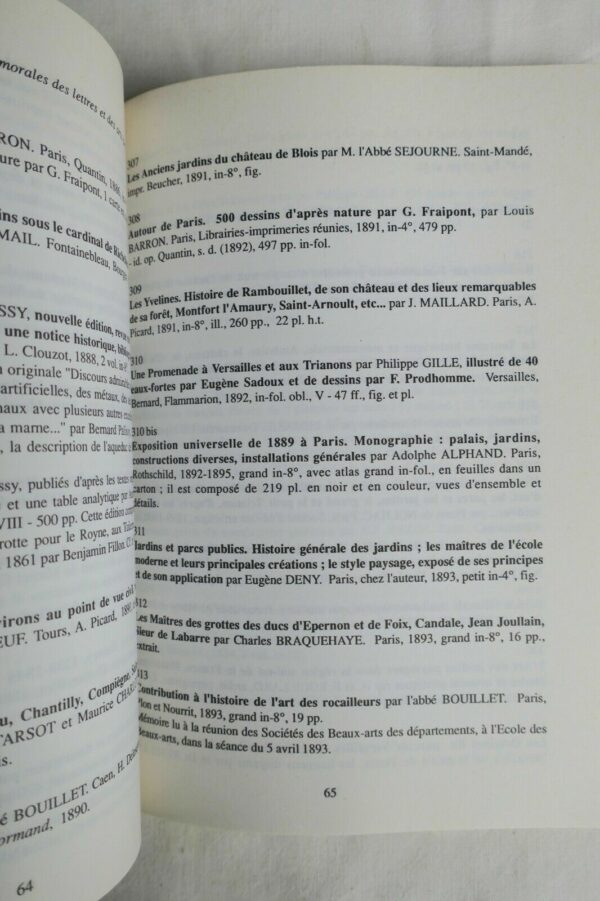 morales des lettres et des
RON. Paris, Quantin, 1886,
ure par G. Fraipont, 1
ns sous le cardinal de
MAIL. Fontainebleau,
SSY, nouvelle édition,
une notice historique,
L. Clouzot, 1888, 2 vol.
n originale "Discours
artificielles, des métaux, des
naux avec plusieurs autres
a marne..." par Bernard
, la description de l'aqueduc
ssy, publiés d'après les textes
e et une table analytique par
VIII - 500 pp. Cette édition
rotte pour le Royne, aux
, 1861 par Benjamin Fillon.
virons au point de vue
EUF. Tours, A. Picard,
u, Chantilly, Compiègne,
TARSOT et Maurice
s.
é BOUILLET. Caen, H.
ormand, 1890.
64
307
Les Anciens jardins du château de Blois par M. l'Abbé SEJOURNE. Saint-Mandé,
impr. Beucher, 1891, in-8°, fig.
308
Autour de Paris. 500 dessins d'après nature par G. Fraipont, par Louis
BARRON. Paris, Librairies-imprimeries réunies, 1891, in-4°, 479 pp.
- id. op. Quantin, s. d. (1892), 497 pp. in-fol.
309
Les Yvelines. Histoire de Rambouillet, de son château et des lieux remarquables
de sa forêt, Montfort l'Amaury, Saint-Arnoult, etc... par J. MAILLARD. Paris, A.
Picard, 1891, in-8°, ill., 260 pp., 22 pl. h.t.
310
Une Promenade à Versailles et aux Trianons par Philippe GILLE, illustré de 40
eaux-fortes par Eugène Sadoux et de dessins par F. Prodhomme. Versailles,
Bernard, Flammarion, 1892, in-fol. obl., V - 47 ff., fig. et pl.
310 bis
Exposition universelle de 1889 à Paris. Monographie : palais, jardins,
constructions diverses, installations générales par Adolphe ALPHAND. Paris,
Rothschild, 1892-1895, grand in-8°, avec atlas grand in-fol., en feuilles dans un
carton ; il est composé de 219 pl. en noir et en couleur, vues d'ensemble et
détails.
311
Jardins et parcs publics. Histoire générale des jardins ; les maîtres de l'école
moderne et leurs principales créations ; le style paysage, exposé de ses principes
et de son application par Eugène DENY. Paris, chez l'auteur, 1893, petit in-4°, fig.
312
Les Maîtres des grottes des ducs d'Epernon et de Foix, Candale, Jean Joullain,
Sieur de Labarre par Charles BRAQUEHAYE. Paris, 1893, grand in-8°, 16 pp.,
extrait.
313
Contribution à l'histoire de l'art des rocailleurs par l'abbé BOUILLET. Paris,
Plon et Nourrit, 1893, grand in-8°, 19 pp.
Mémoire lu à la réunion des Sociétés des Beaux-arts des départements, à l'Ecole des
Beaux-arts, dans la séance du 5 avril 1893.
65